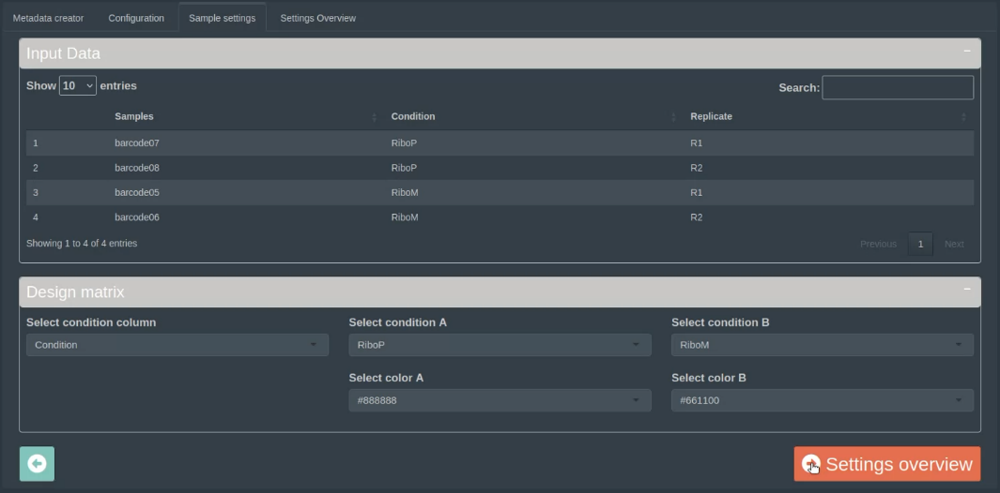 Metadata creator Configuration Sample settings Settings Overview
Input Data
Show 10 entries Search:
Samples Condition Replicate
1 barcode07 RiboP R1
2 barcode08 RiboP R2
3 barcode05 RiboM R1
4 barcode06 RiboM R2
Showing 1 to 4 of 4 entries Previous 1 Next
Design matrix
Select condition column Select condition A Select condition B
Condition RiboP RiboM
Select color A Select color B
#888888 #661100
Settings overview